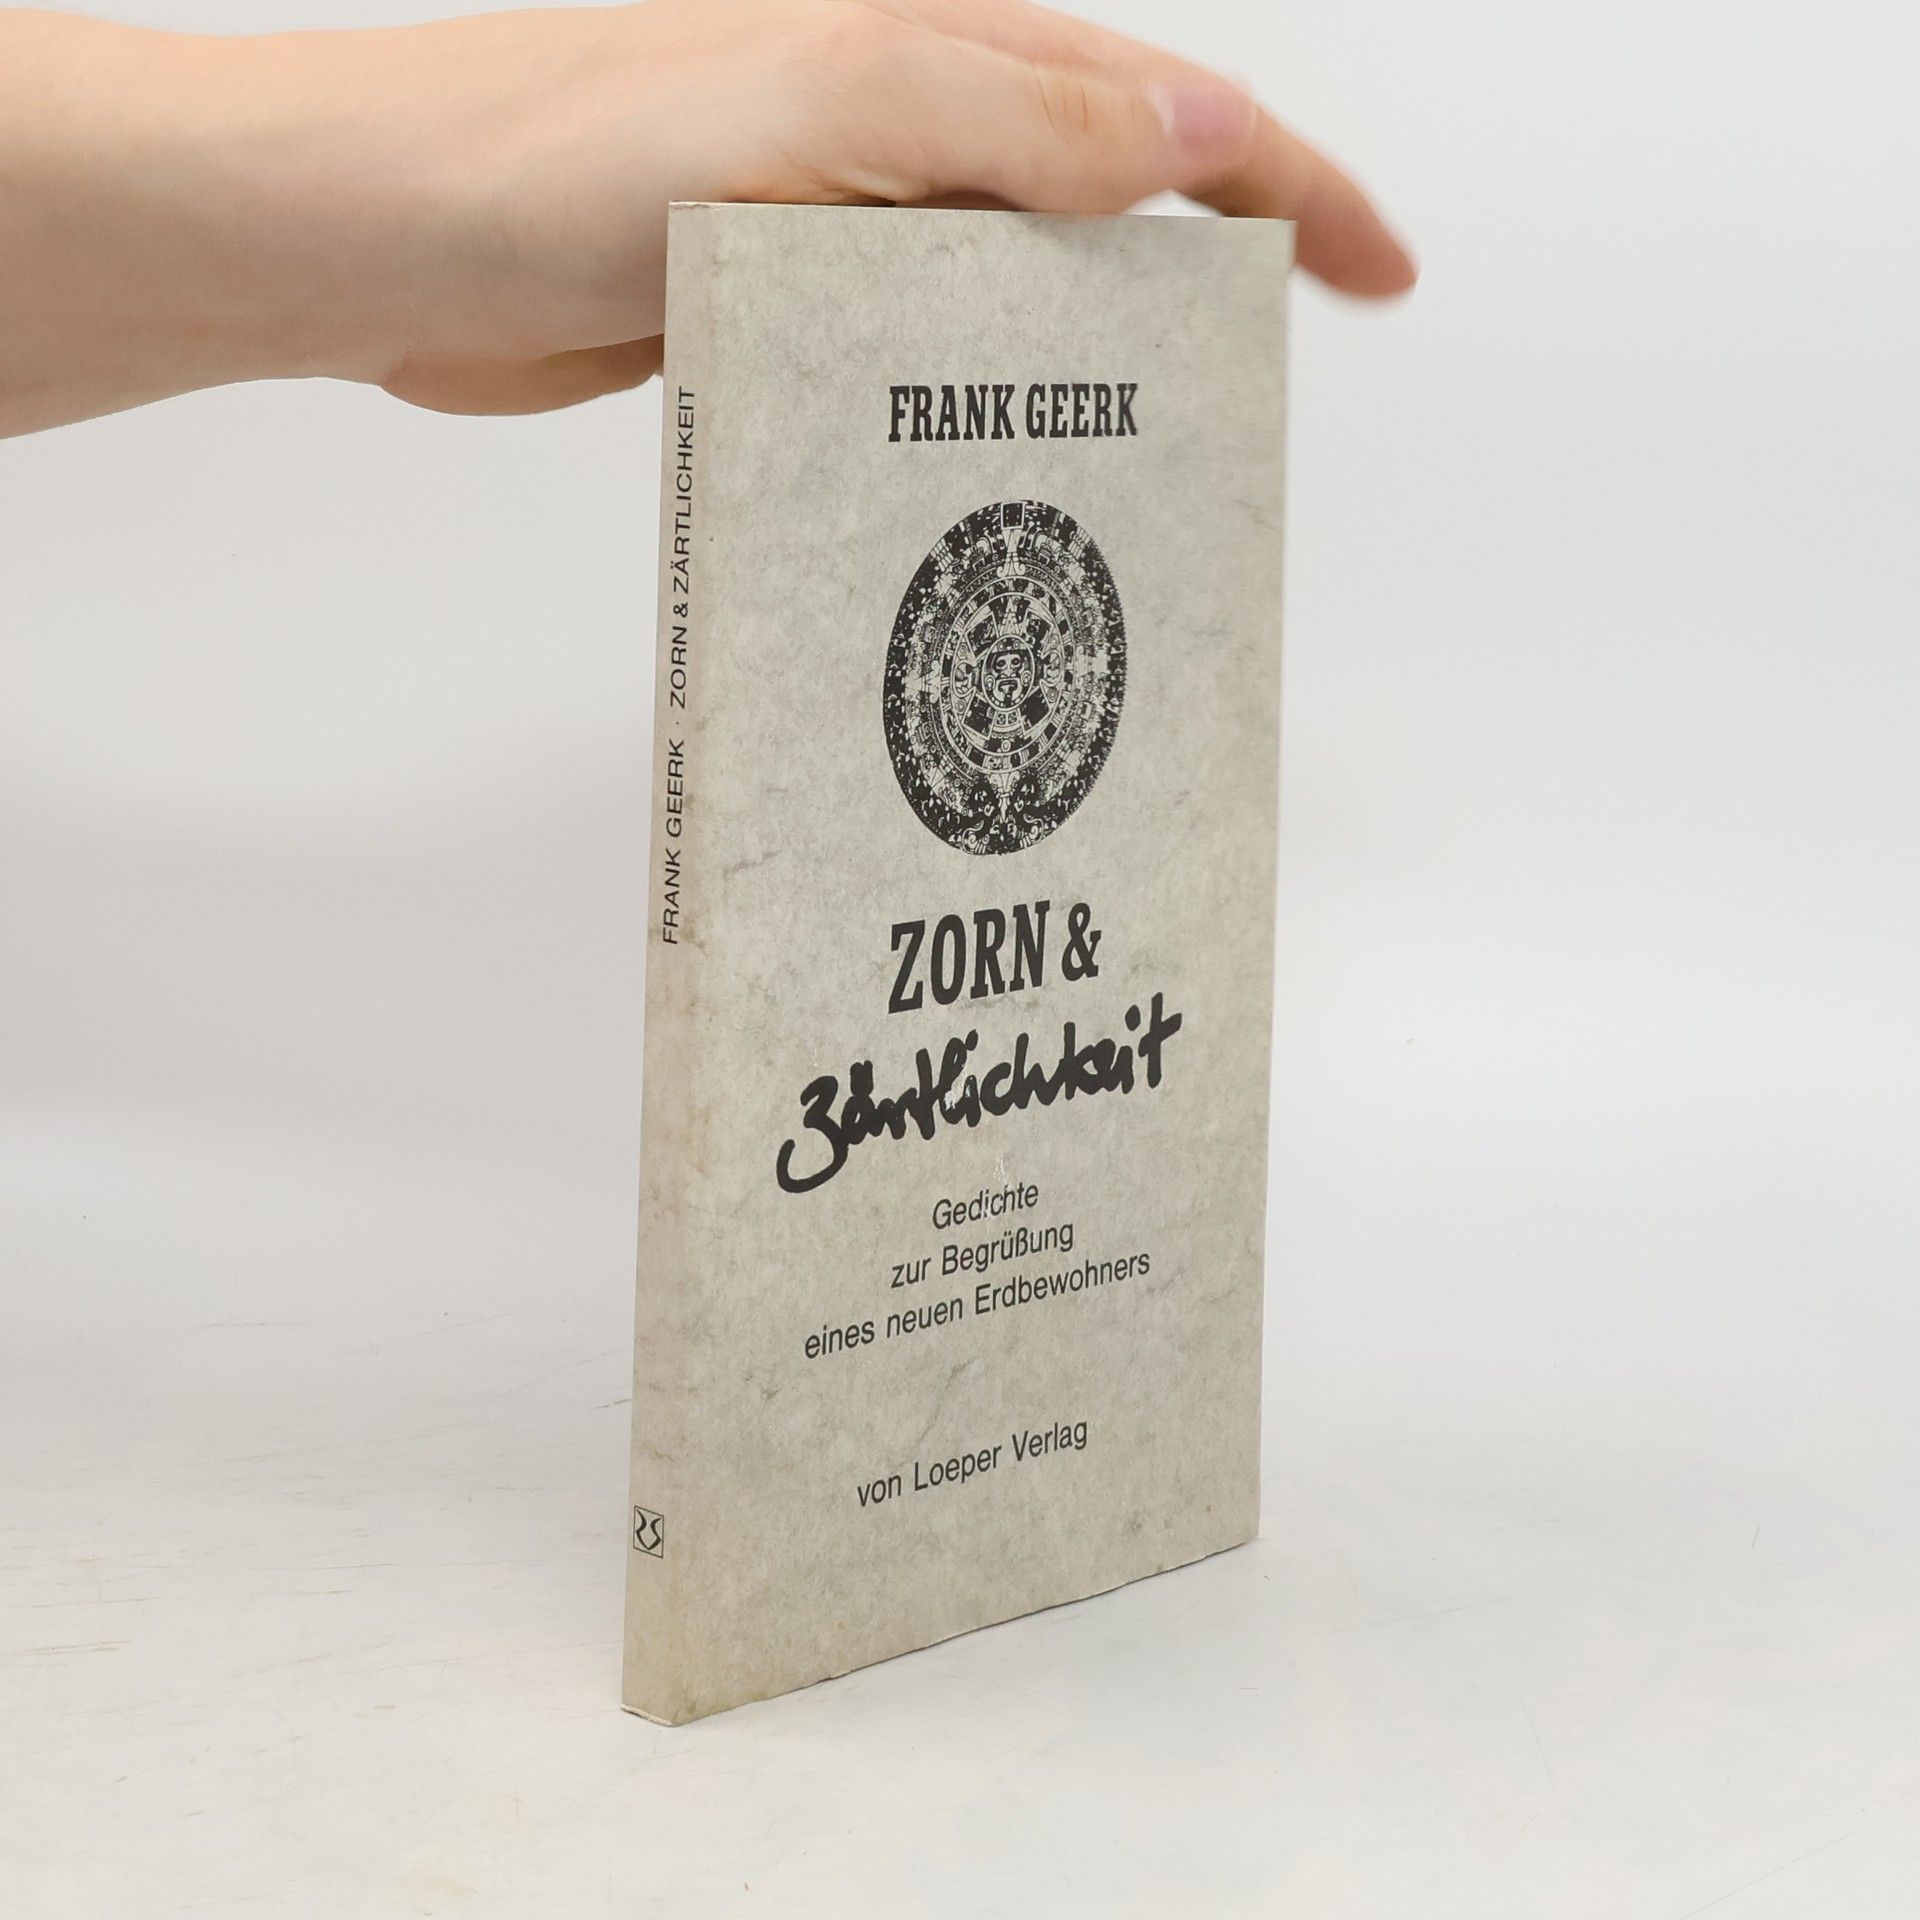 FRANK GEERK · ZORN & ZÄRTLICHKEIT
FRANK GEERK
ZORN &
Zärtlichkeit
Gedichte
zur Begrüßung
eines neuen Erdbewohners
von Loeper Verlag